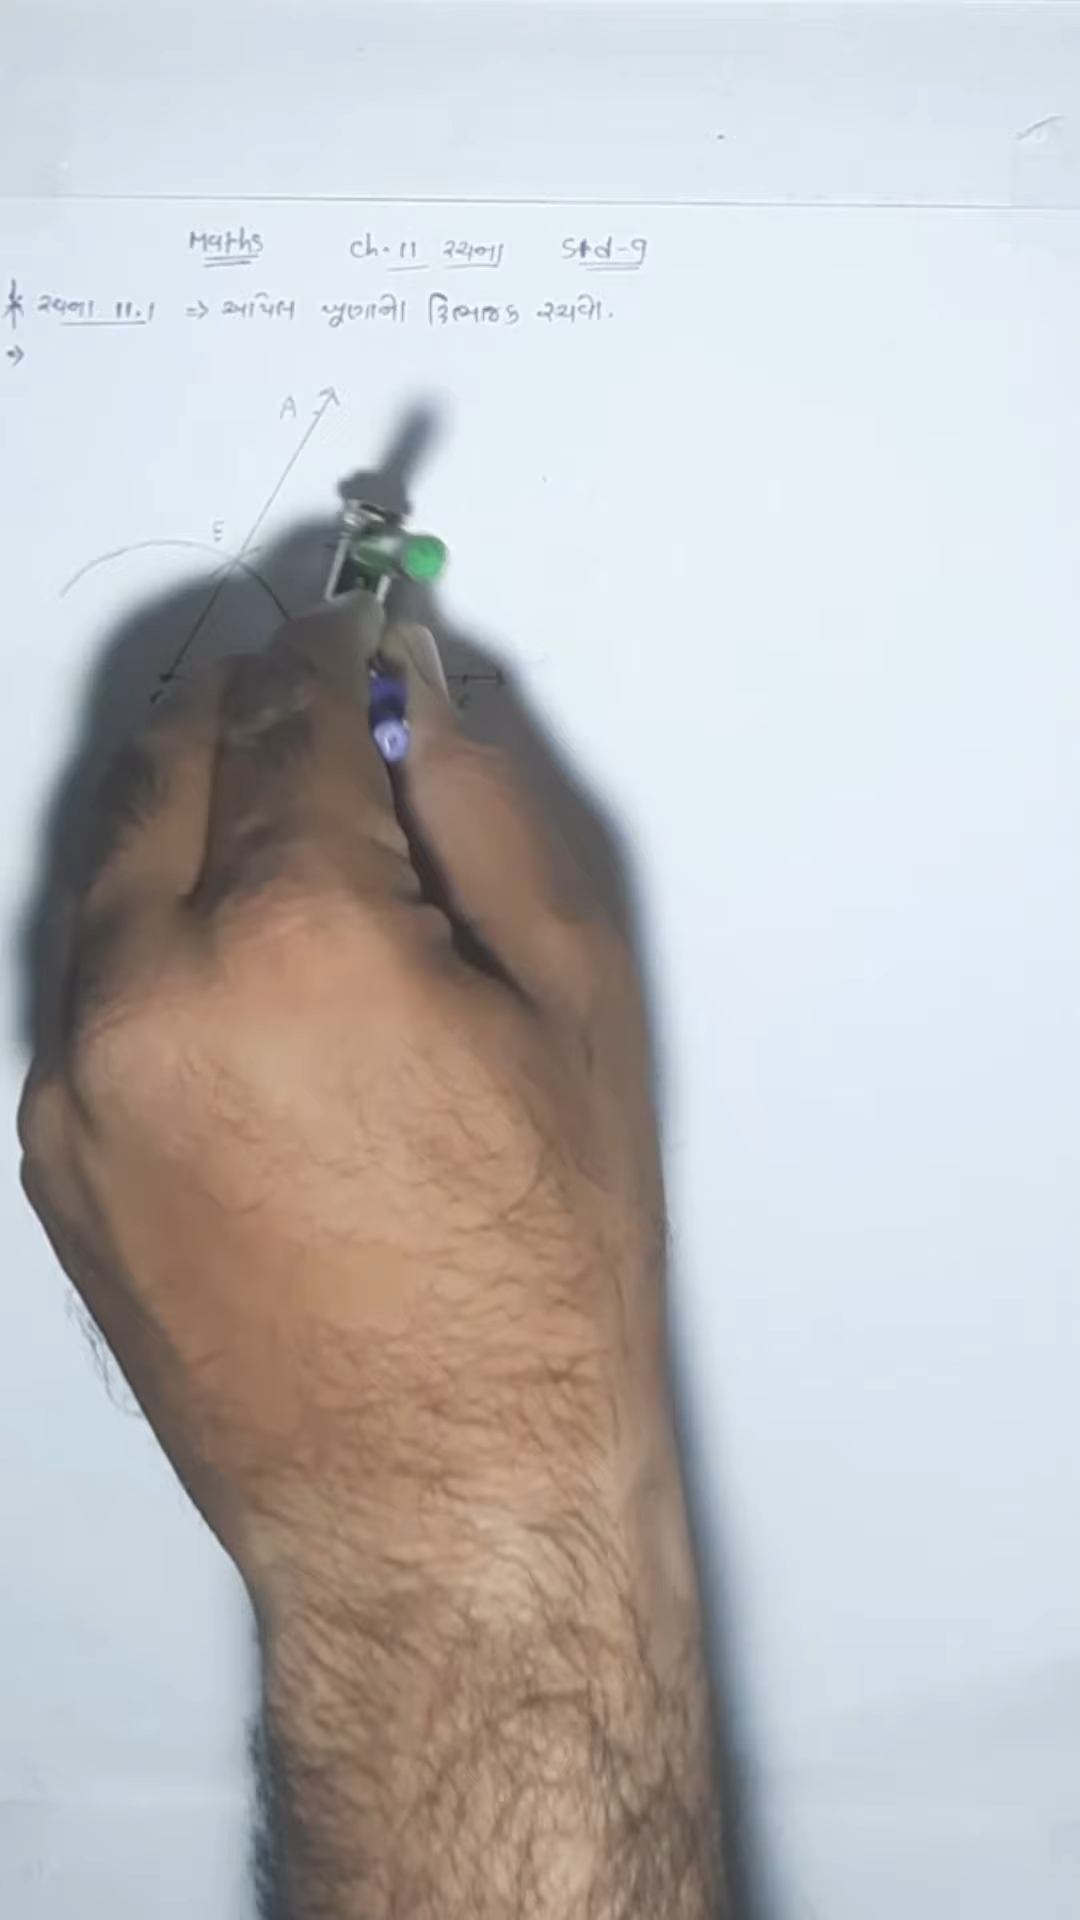 Maths ch. 11 રચના Std-9
* રચના 11.1 ⇒ આપેલ ખૂણાનો દ્વિભાજક રચવો.
⇒
A
E